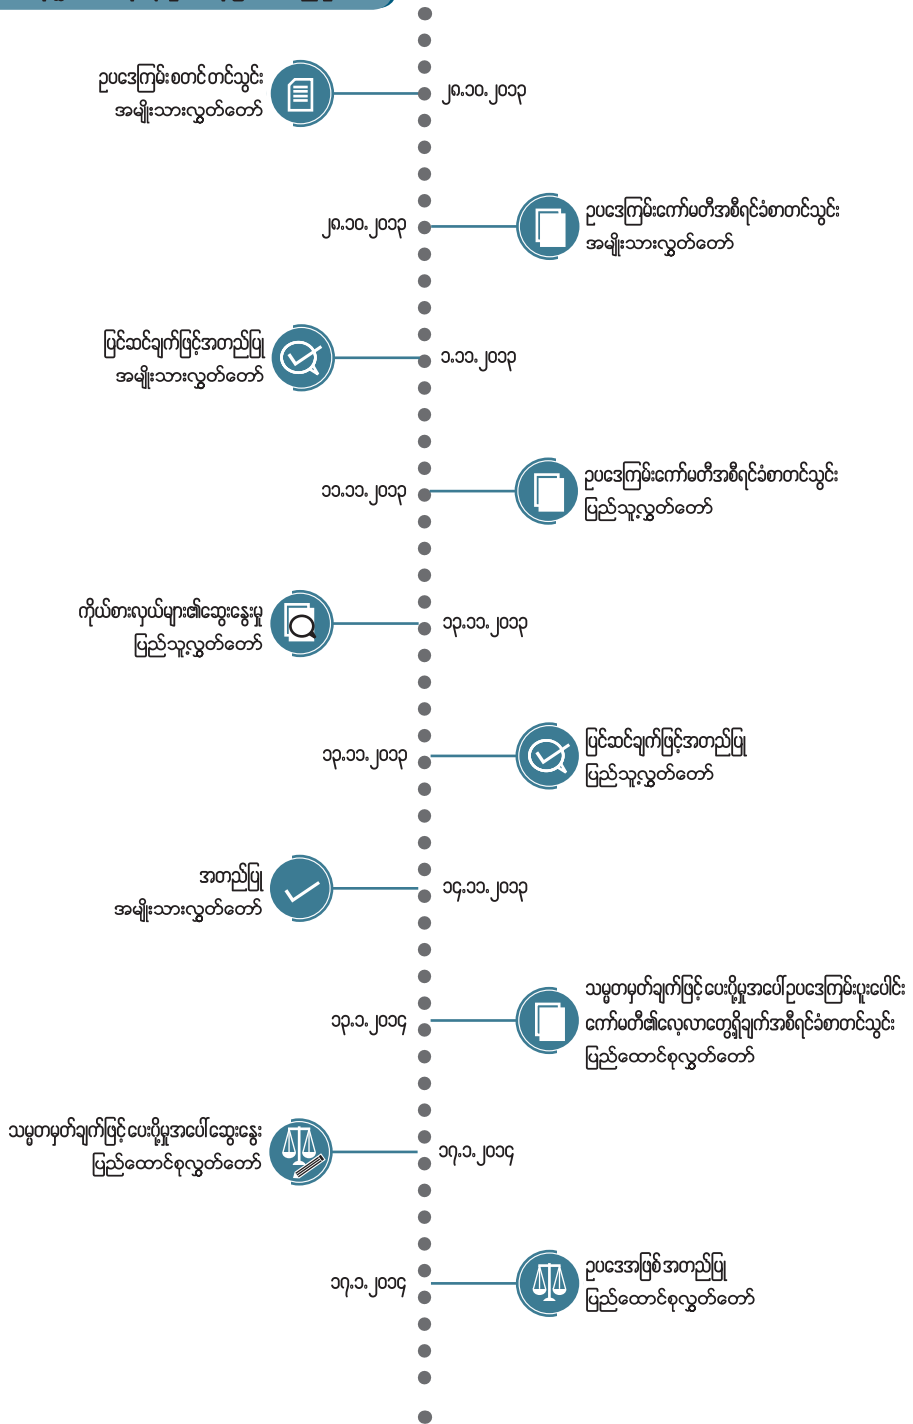 ဥပဒေကြမ်းစတင်တင်သွင်း
အမျိုးသားလွှတ်တော်
၂၈.၁၀.၂၀၁၃
၂၈.၁၀.၂၀၁၃
ဥပဒေကြမ်းကော်မတီအစီရင်ခံစာတင်သွင်း
အမျိုးသားလွှတ်တော်
ပြင်ဆင်ချက်ဖြင့်အတည်ပြု
အမျိုးသားလွှတ်တော်
၁.၁၁.၂၀၁၃
၁၁.၁၁.၂၀၁၃
ဥပဒေကြမ်းကော်မတီအစီရင်ခံစာတင်သွင်း
ပြည်သူ့လွှတ်တော်
ကိုယ်စားလှယ်များ၏ဆွေးနွေးမှု
ပြည်သူ့လွှတ်တော်
၁၃.၁၁.၂၀၁၃
၁၃.၁၁.၂၀၁၃
ပြင်ဆင်ချက်ဖြင့်အတည်ပြု
ပြည်သူ့လွှတ်တော်
အတည်ပြု
အမျိုးသားလွှတ်တော်
၁၄.၁၁.၂၀၁၃
၁၃.၁.၂၀၁၄
သမ္မတမှတ်ချက်ဖြင့် ပေးပို့မှုအပေါ် ဥပဒေကြမ်းပူးပေါင်း
ကော်မတီ၏လေ့လာတွေ့ရှိချက်အစီရင်ခံစာတင်သွင်း
ပြည်ထောင်စုလွှတ်တော်
သမ္မတမှတ်ချက်ဖြင့် ပေးပို့မှုအပေါ် ဆွေးနွေး
ပြည်ထောင်စုလွှတ်တော်
၁၇.၁.၂၀၁၄
၁၇.၁.၂၀၁၄
ဥပဒေအဖြစ် အတည်ပြု
ပြည်ထောင်စုလွှတ်တော်